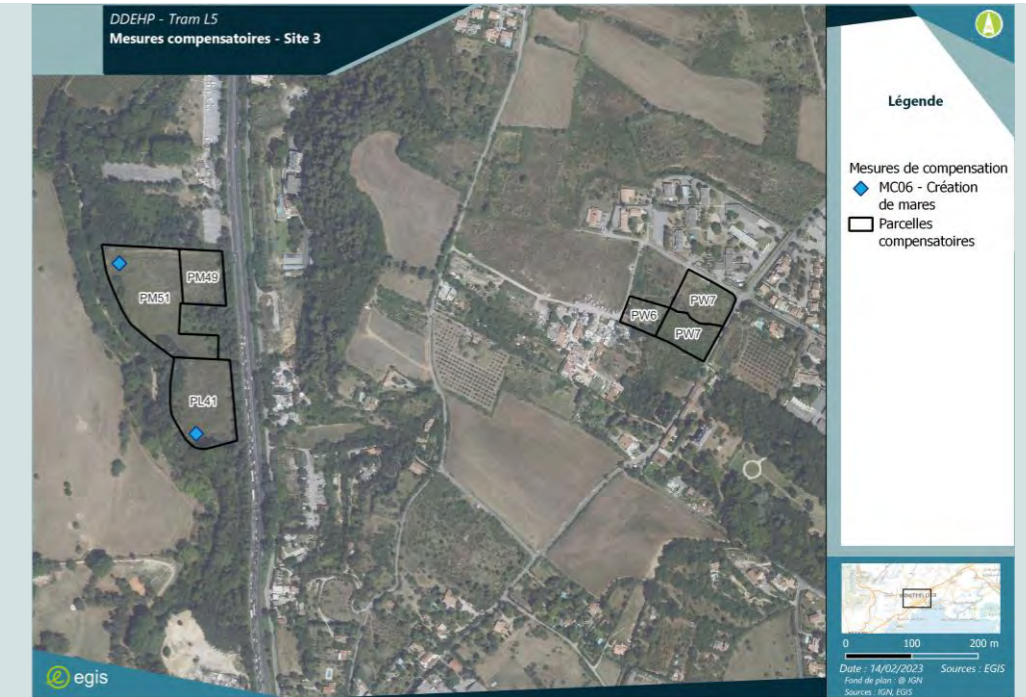 DDEHP - Tram L5
Mesures compensatoires - Site 3
PM49
PM51
PL41
PW7
PW6
PW7
Légende
Mesures de compensation
MC06 - Création
de mares
Parcelles
compensatoires
0 100 200 m
Date : 14/02/2023 Sources : EGIS
Fond de plan : @ IGN
Sources : IGN, EGIS
egis